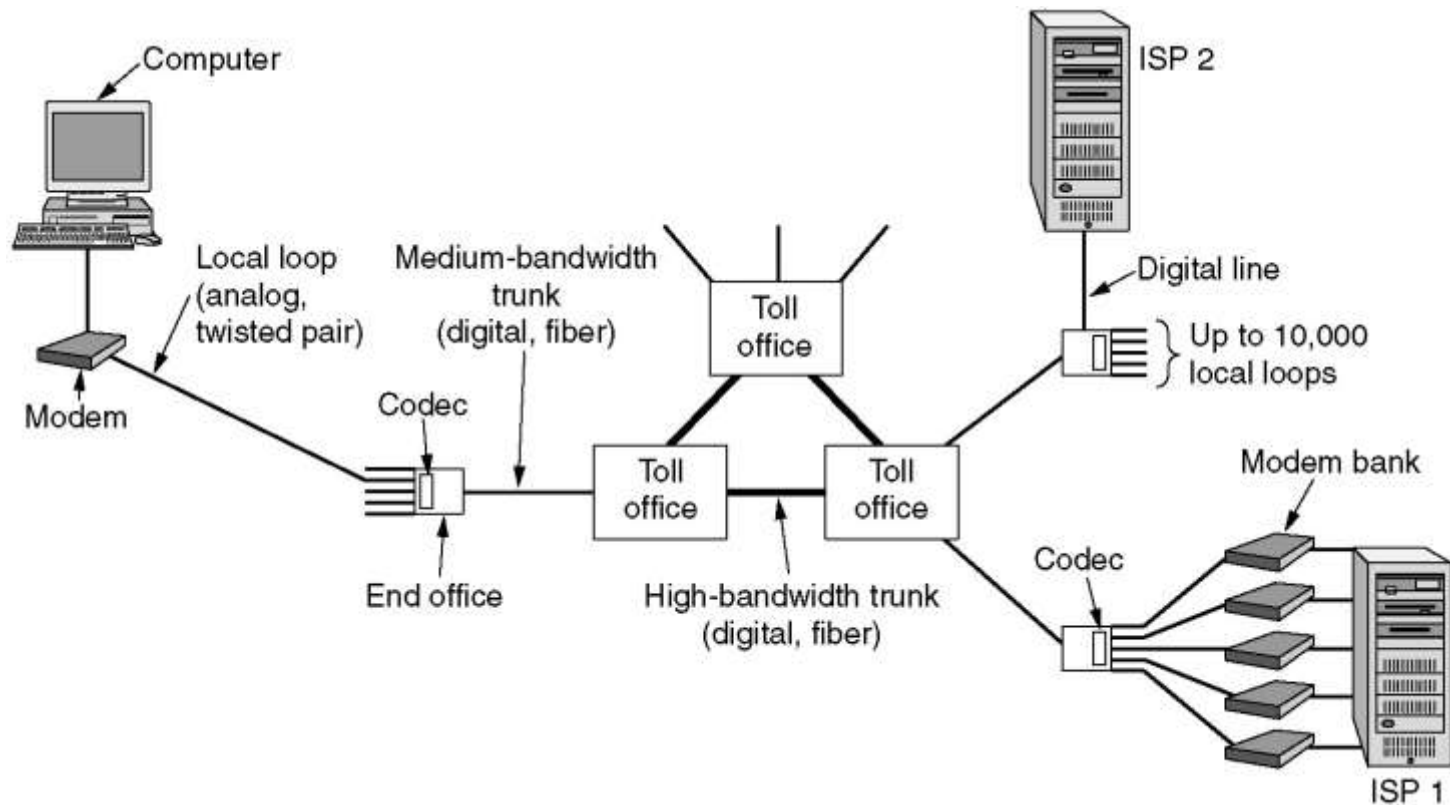 Computer
ISP 2
Local loop
(analog,
twisted pair)
Medium-bandwidth
trunk
(digital, fiber)
Toll
office
Digital line
Up to 10,000
local loops
Modem
Codec
Toll
office
Toll
office
Modem bank
End office
High-bandwidth trunk
(digital, fiber)
Codec
ISP 1